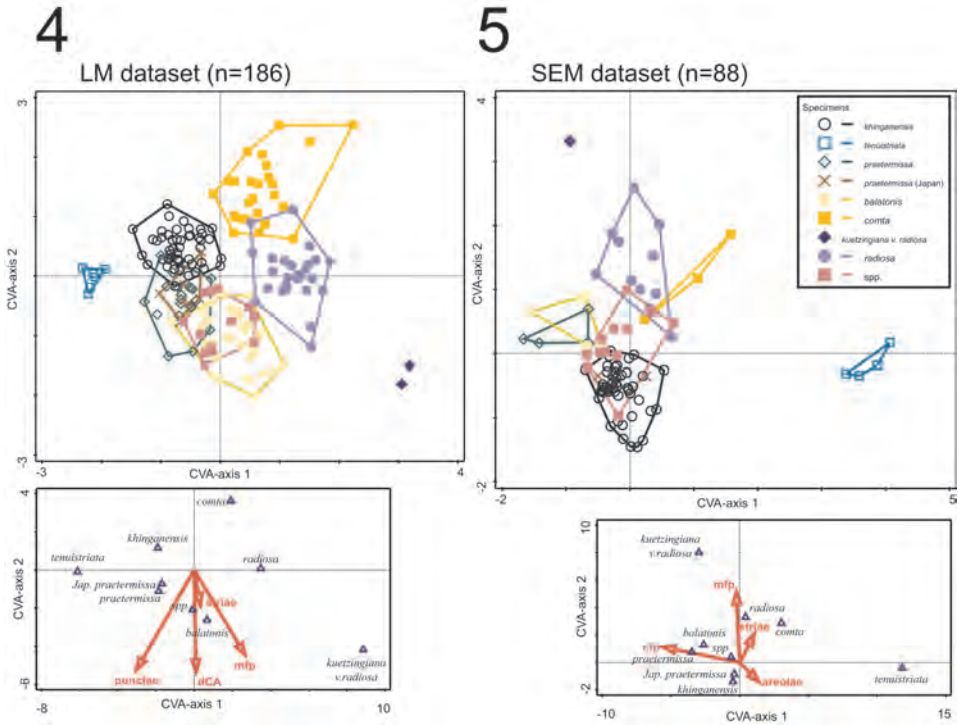 4
LM dataset (n=186)
3
CVA-axis 2
-3
-3
CVA-axis 1
4
5
SEM dataset (n=88)
4
CVA-axis 2
-2
-2
CVA-axis 1
5
Specimens
khinganensis
tenuistriata
praetermissa
praetermissa (Japan)
balatonis
comta
kuetzingiana v. radiosa
radiosa
spp.
4
CVA-axis 2
-6
comta
khinganensis
tenuistriata
radiosa
Jap. praetermissa
praetermissa
spp
striae
balatonis
mfp
punctae
dCA
kuetzingiana
v.radiosa
-8
CVA-axis 1
10
10
CVA-axis 2
-2
kuetzingiana
v.radiosa
mfp
radiosa
striae
comta
balatonis
spp
praetermissa
Jap. praetermissa
khinganensis
areolae
tenuistriata
-10
CVA-axis 1
15